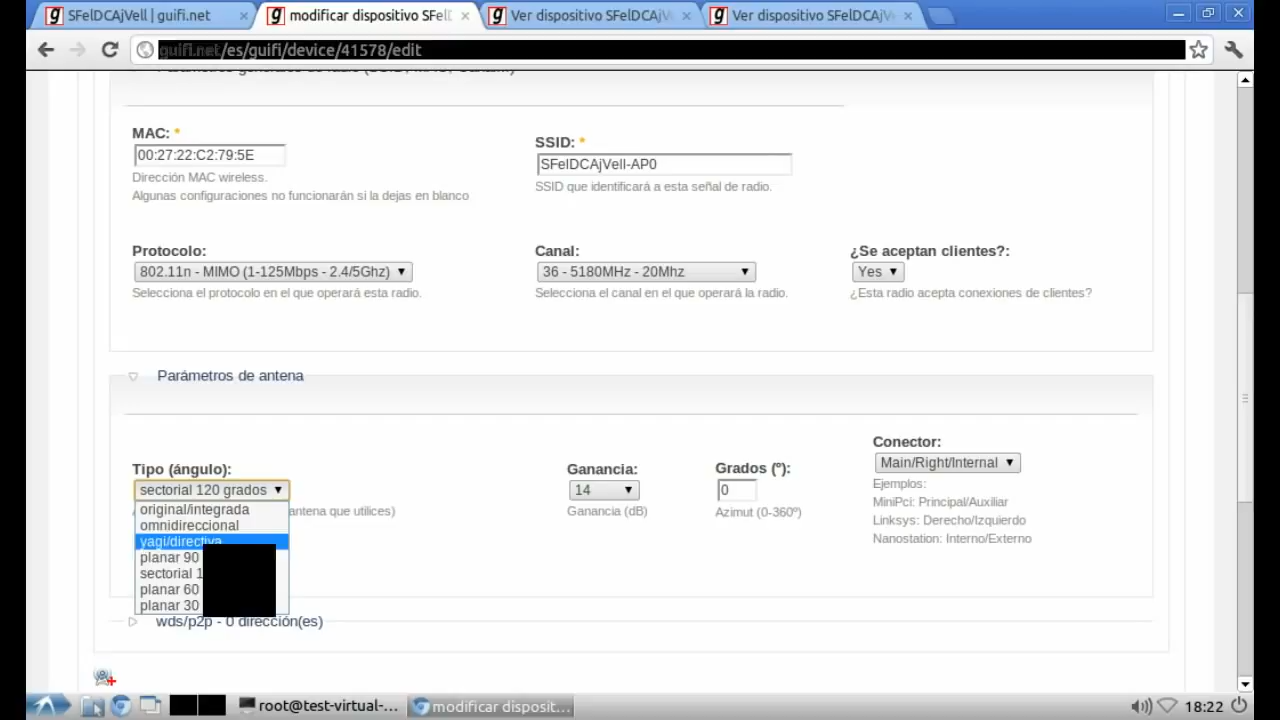 SFelDCAjVell | guifi.net
modificar dispositivo SFelD
Ver dispositivo SFelDCAjV
Ver dispositivo SFelDCAjV
guifi.net/es/guifi/device/41578/edit
MAC: *
00:27:22:C2:79:5E
Dirección MAC wireless.
Algunas configuraciones no funcionarán si la dejas en blanco
SSID: *
SFelDCAjVell-AP0
SSID que identificará a esta señal de radio.
Protocolo:
802.11n - MIMO (1-125Mbps - 2.4/5Ghz)
Selecciona el protocolo en el que operará esta radio.
Canal:
36 - 5180MHz - 20Mhz
Selecciona el canal en el que operará la radio.
¿Se aceptan clientes?:
Yes
¿Esta radio acepta conexiones de clientes?
Parámetros de antena
Tipo (ángulo):
sectorial 120 grados
antena que utilices)
original/integrada
omnidireccional
yagi/directiva
planar 90
sectorial 1
planar 60
planar 30
Ganancia:
14
Ganancia (dB)
Grados (º):
0
Azimut (0-360º)
Conector:
Main/Right/Internal
Ejemplos:
MiniPci: Principal/Auxiliar
Linksys: Derecho/Izquierdo
Nanostation: Interno/Externo
wds/p2p - 0 dirección(es)
root@test-virtual-...
modificar disposit...
18:22